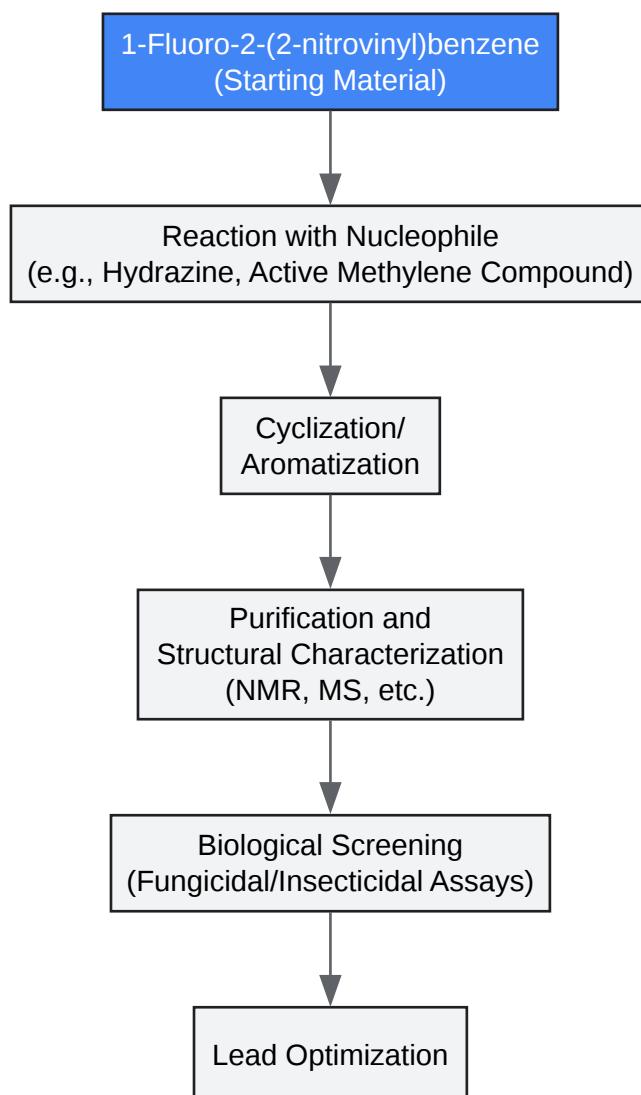 1-Fluoro-2-(2-nitrovinyl)benzene
(Starting Material)
Reaction with Nucleophile
(e.g., Hydrazine, Active Methylene Compound)
Cyclization/
Aromatization
Purification and
Structural Characterization
(NMR, MS, etc.)
Biological Screening
(Fungicidal/Insecticidal Assays)
Lead Optimization